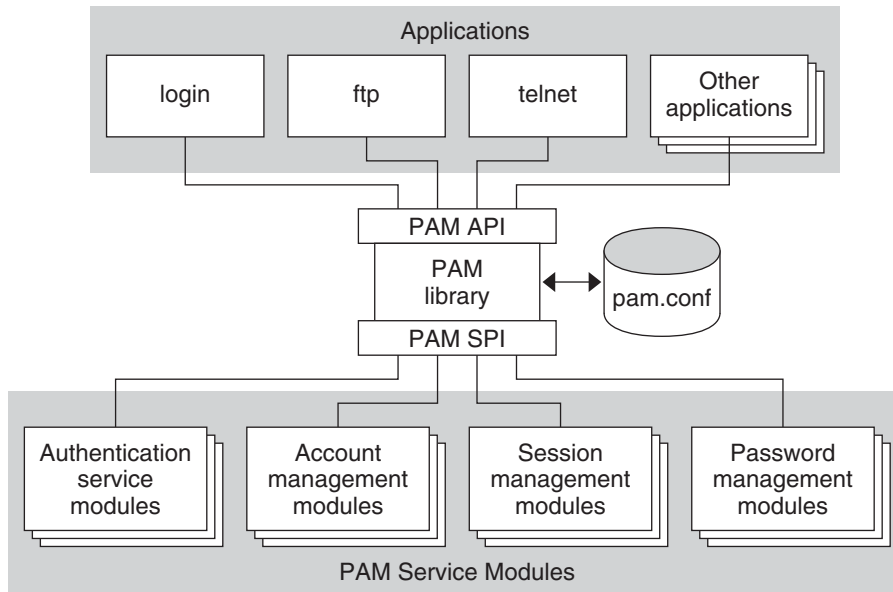 Applications
login
ftp
telnet
Other
applications
PAM API
PAM
library
pam.conf
PAM SPI
Authentication
service
modules
Account
management
modules
Session
management
modules
Password
management
modules
PAM Service Modules